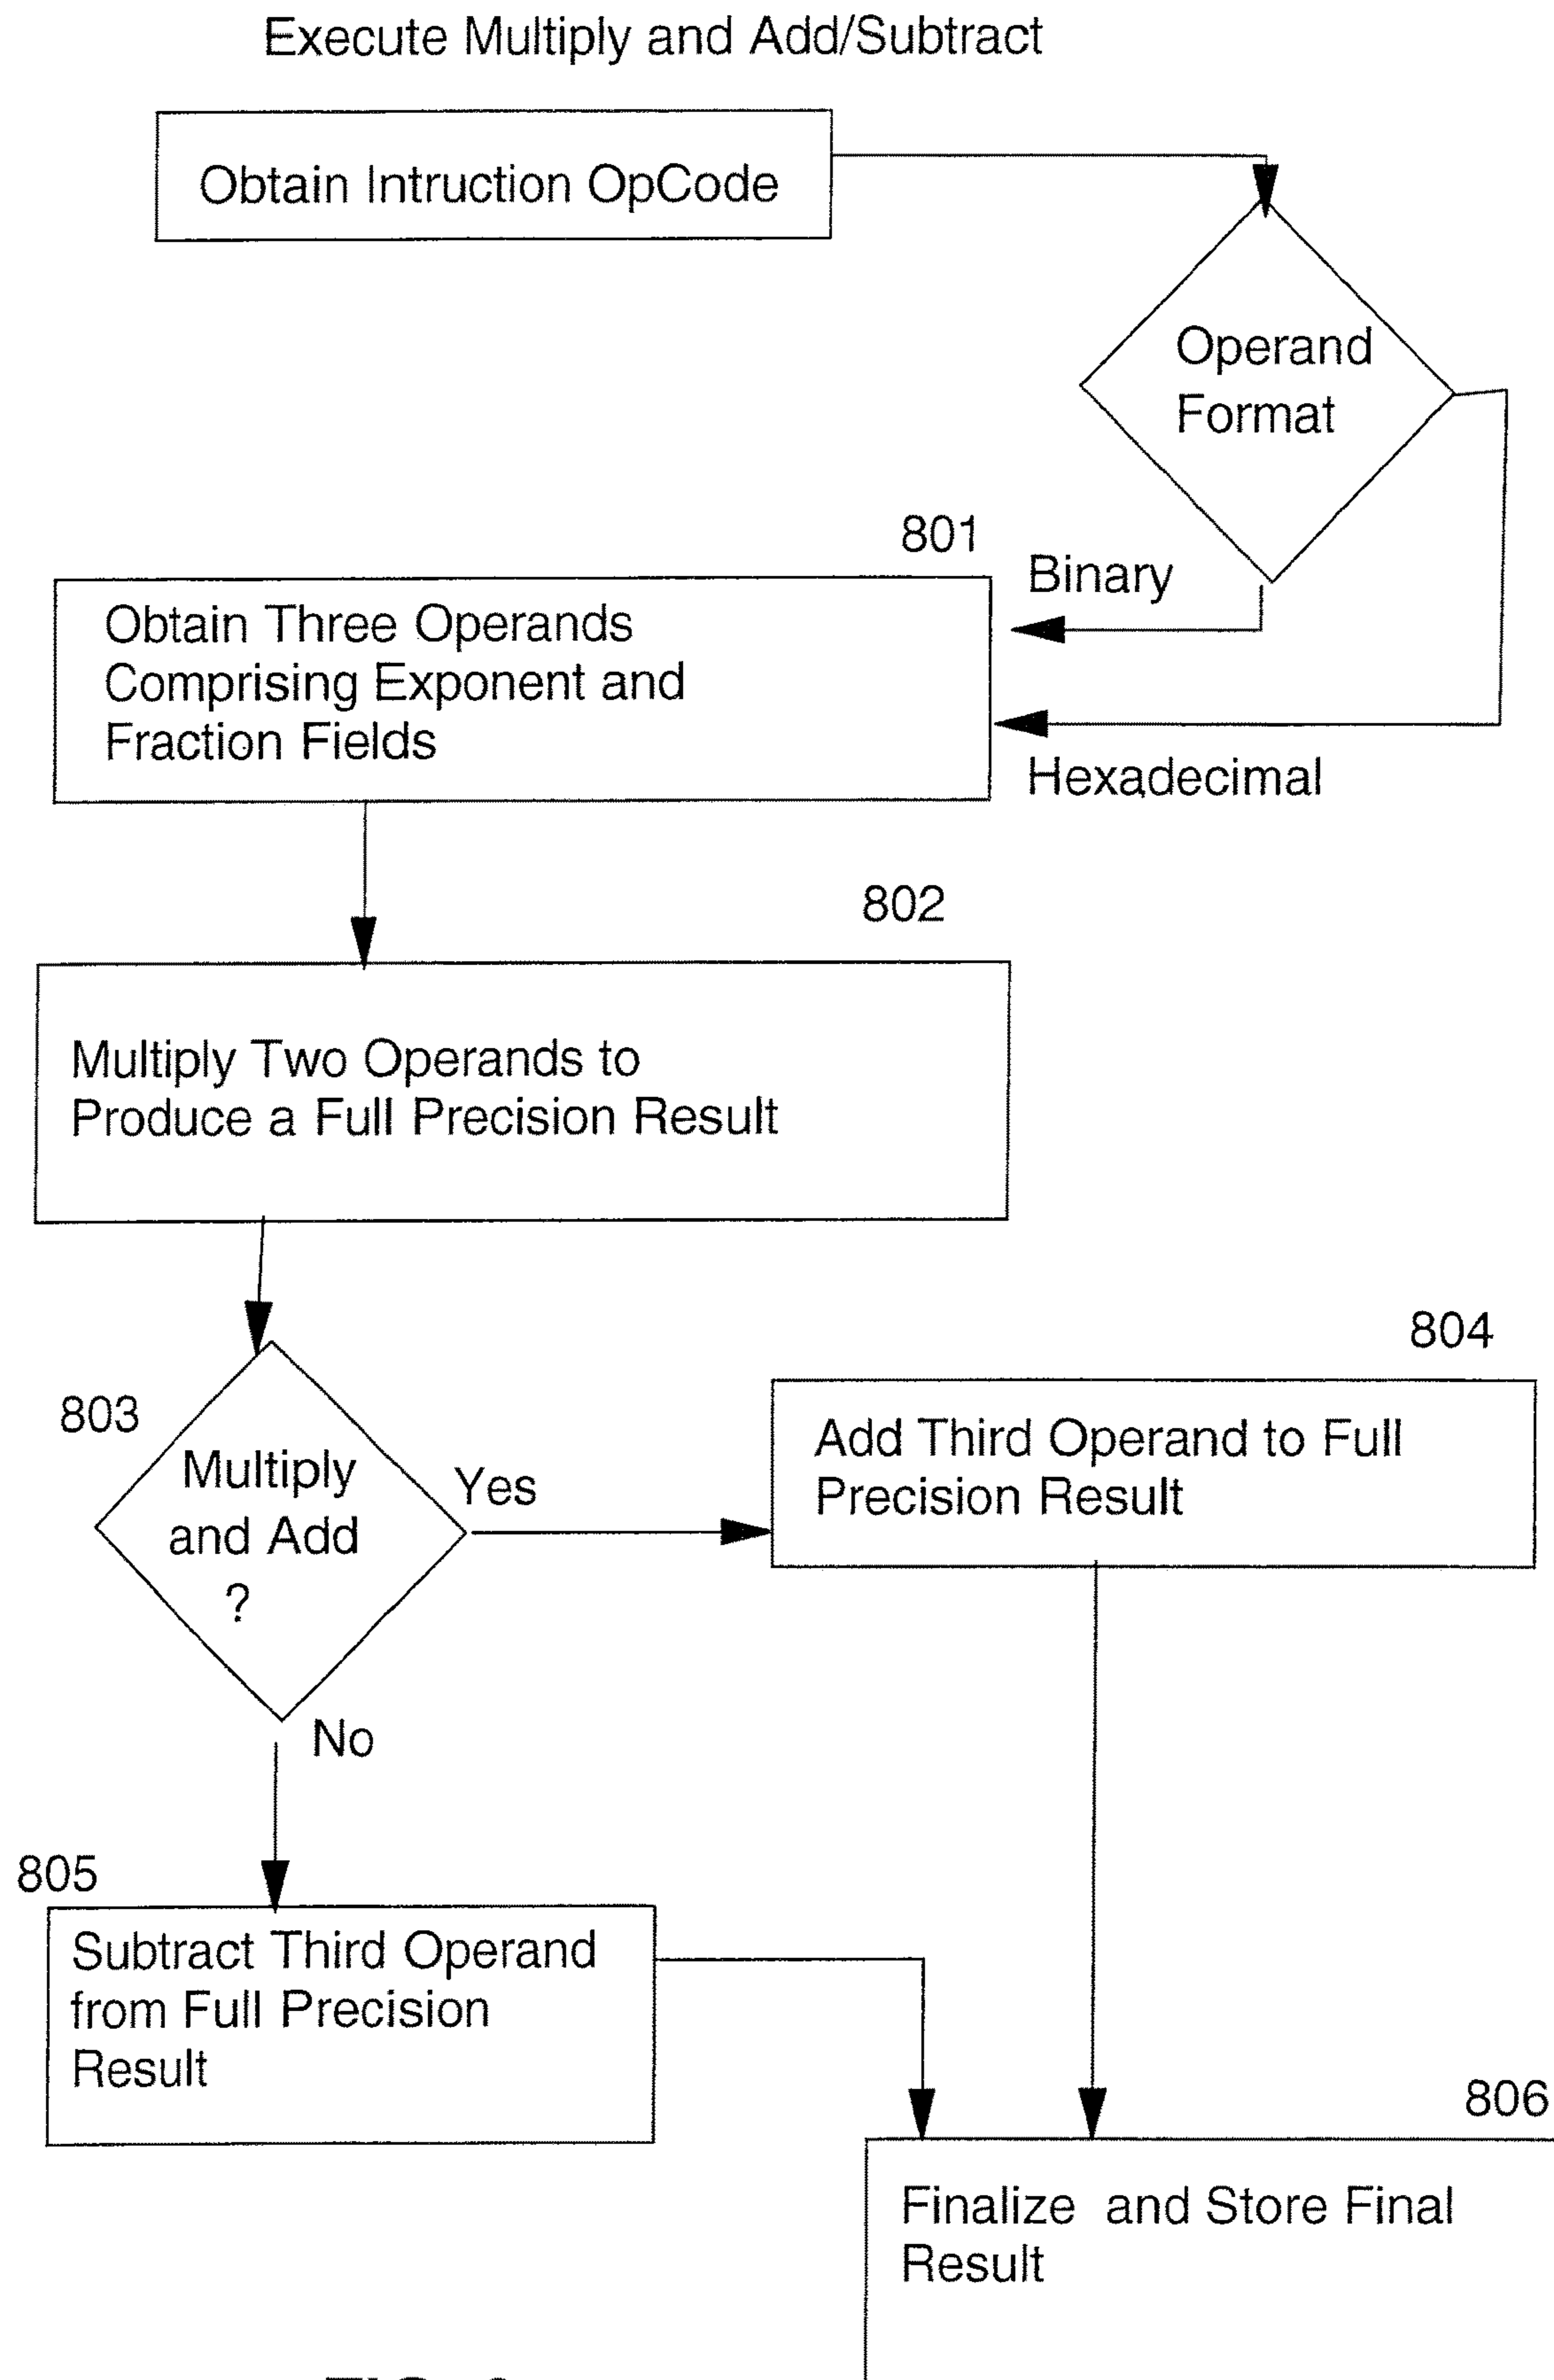 Execute Multiply and Add/Subtract
Obtain Intruction OpCode
Operand
Format
801
Binary
Obtain Three Operands
Comprising Exponent and
Fraction Fields
Hexadecimal
802
Multiply Two Operands to
Produce a Full Precision Result
804
803
Multiply
and Add
?
Yes
Add Third Operand to Full
Precision Result
No
805
Subtract Third Operand
from Full Precision
Result
806
Finalize and Store Final
Result